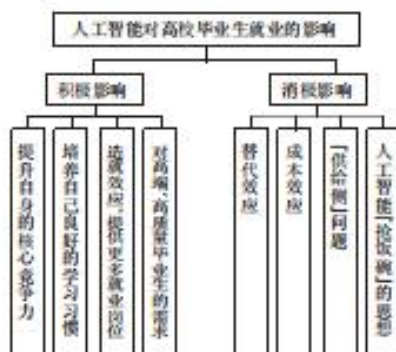 人工智能对高校毕业生就业的影响
积极影响
消极影响
提升自身的核心竞争力
培养自己良好的学习习惯
造就效应，提供更多就业岗位
对高端、高质量毕业生的需求
替代效应
成本效应
「供给侧」问题
人工智能「抢饭碗」的思想